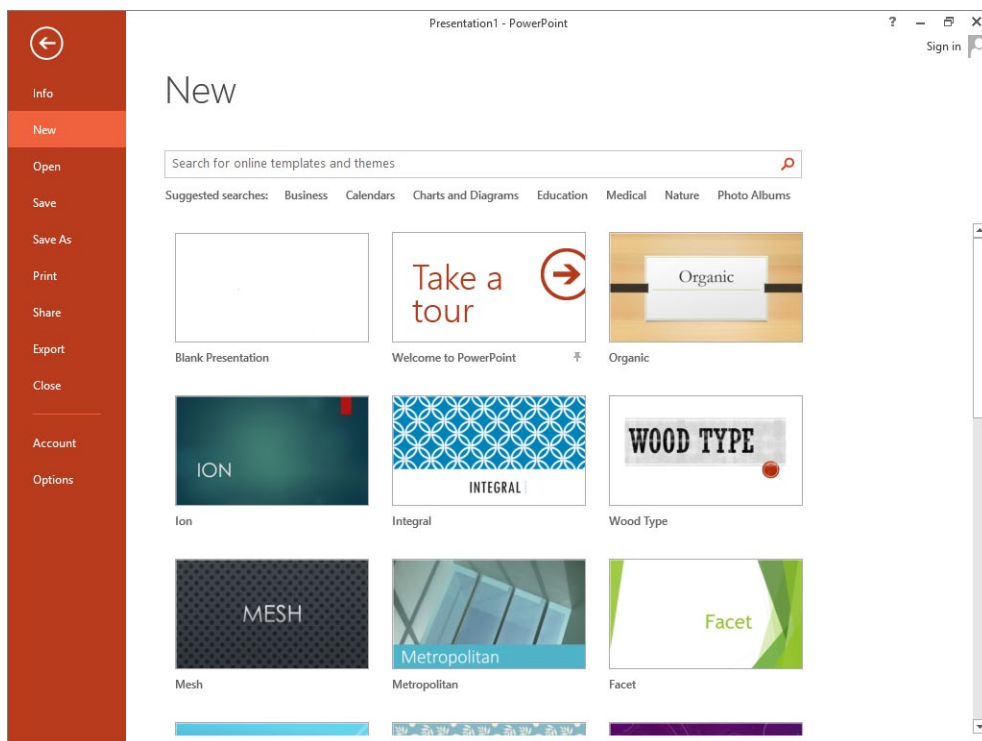 Presentation1 - PowerPoint
?
Sign in
New
Info
New
Open
Save
Save As
Print
Share
Export
Close
Account
Options
Search for online templates and themes
Suggested searches: Business Calendars Charts and Diagrams Education Medical Nature Photo Albums
Take a
tour
Organic
Blank Presentation
Welcome to PowerPoint
Organic
ION
INTEGRAL
WOOD TYPE
Ion
Integral
Wood Type
MESH
Metropolitan
Facet
Mesh
Metropolitan
Facet